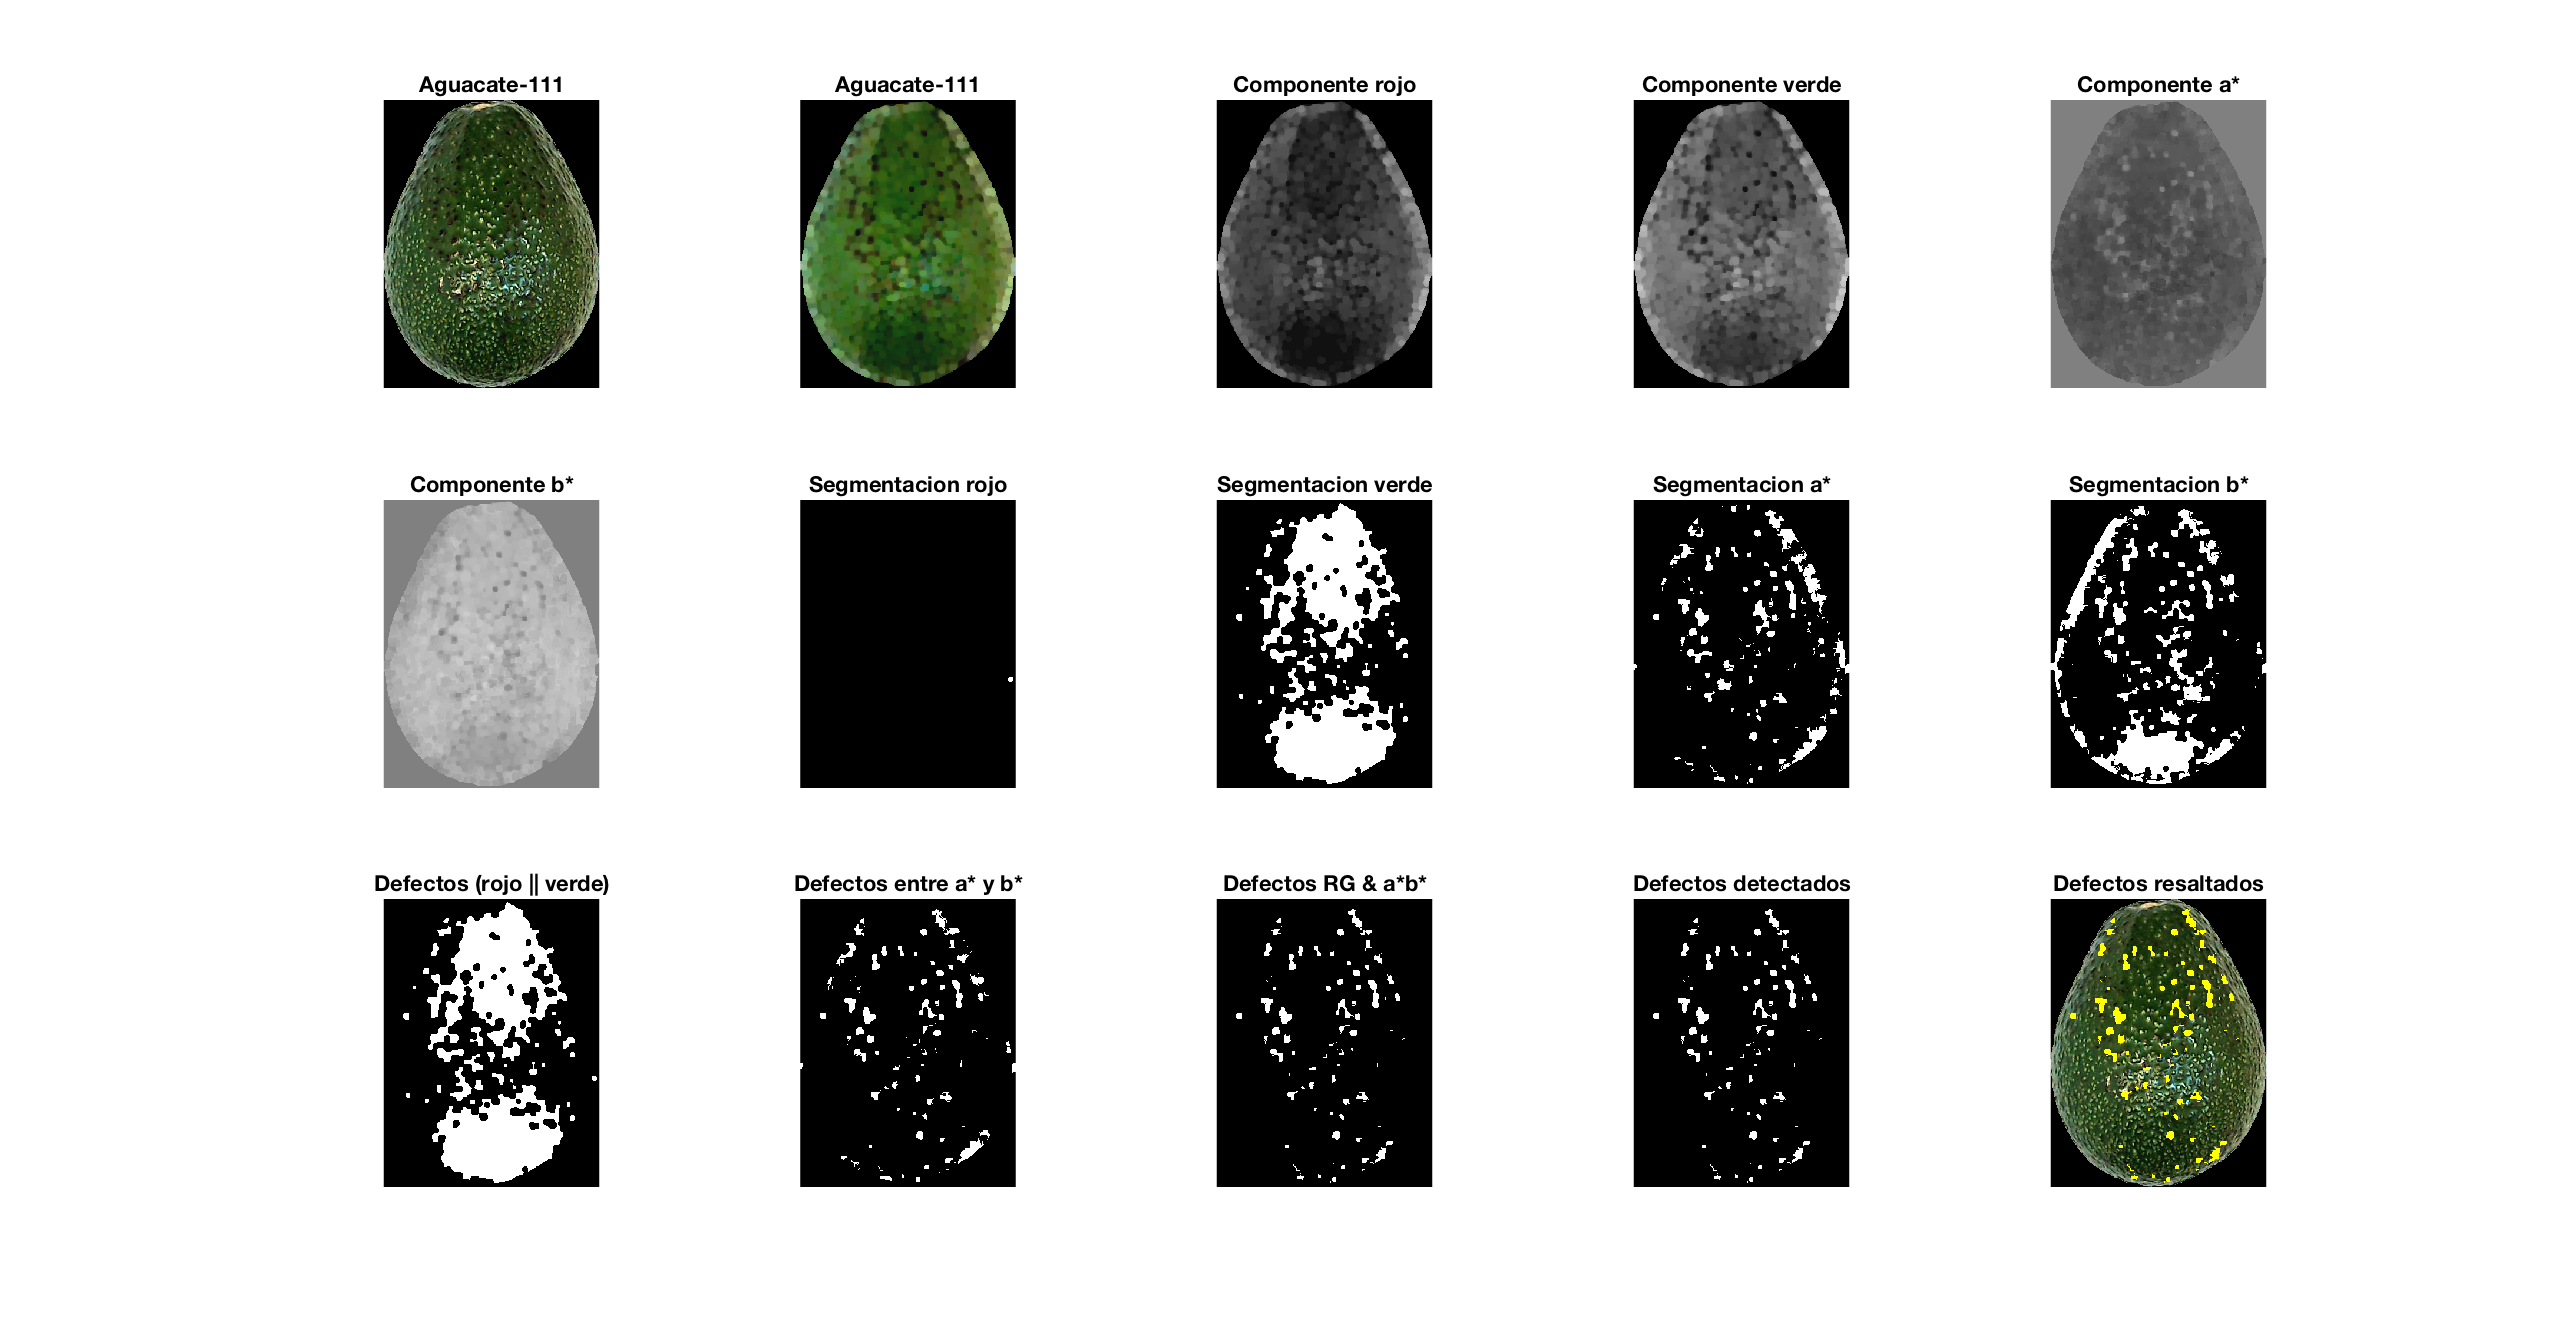 Aguacate-111
Aguacate-111
Componente rojo
Componente verde
Componente a*
Componente b*
Segmentacion rojo
Segmentacion verde
Segmentacion a*
Segmentacion b*
Defectos (rojo || verde)
Defectos entre a* y b*
Defectos RG & a*b*
Defectos detectados
Defectos resaltados